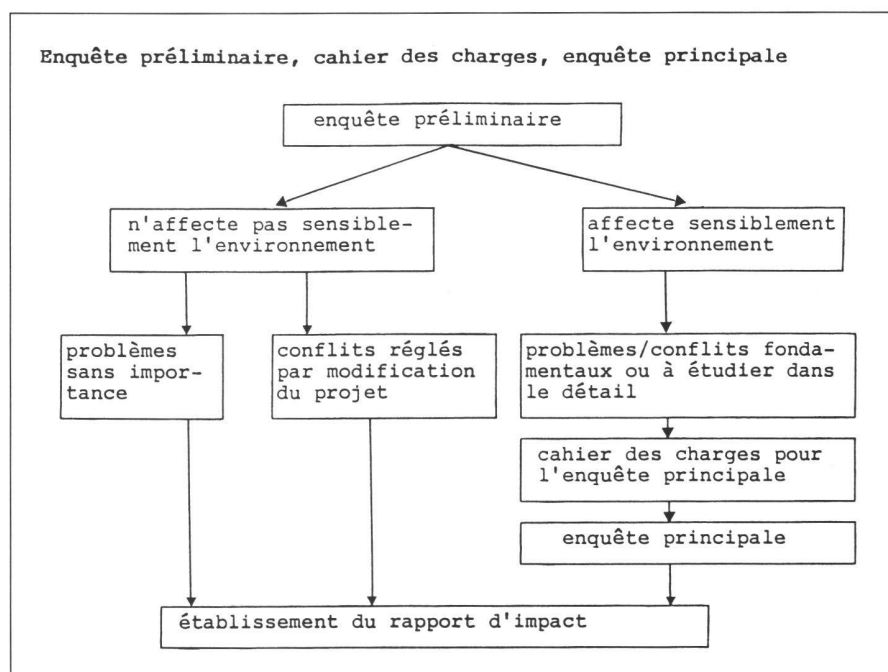 Enquête préliminaire, cahier des charges, enquête principale
enquête préliminaire
n'affecte pas sensible-
ment l'environnement
affecte sensiblement
l'environnement
problèmes
sans impor-
tance
conflits réglés
par modification
du projet
problèmes/conflits fonda-
mentaux ou à étudier dans
le détail
cahier des charges pour
l'enquête principale
enquête principale
établissement du rapport d'impact